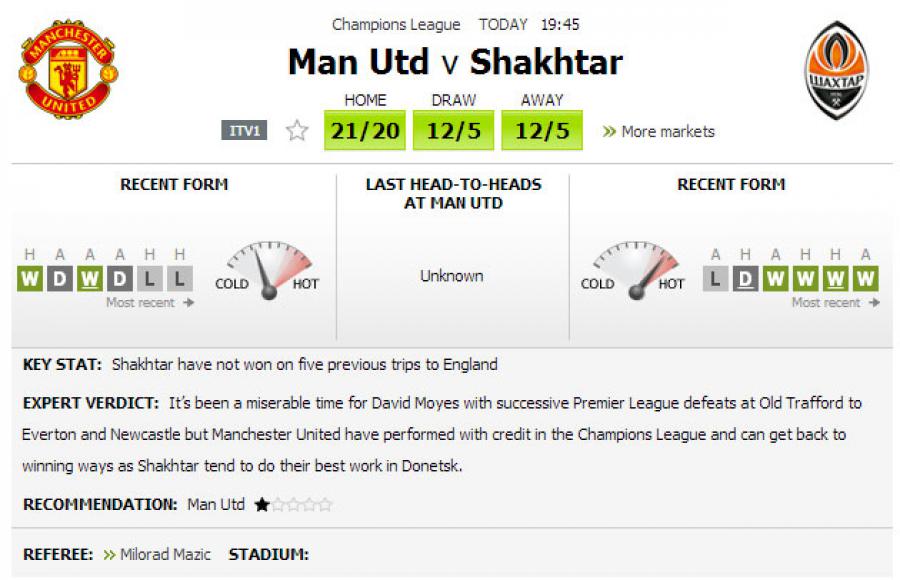 Champions League TODAY 19:45
MANCHESTER
UNITED
Man Utd v Shakhtar
ШАХТАР
HOME DRAW AWAY
ITV1 21/20 12/5 12/5 » More markets
RECENT FORM
LAST HEAD-TO-HEADS
AT MAN UTD
RECENT FORM
H A A A H H
W D W D L L
Most recent
COLD HOT
Unknown
COLD HOT
A H A H H A
L D W W W W
Most recent
KEY STAT: Shakhtar have not won on five previous trips to England
EXPERT VERDICT: It's been a miserable time for David Moyes with successive Premier League defeats at Old Trafford to
Everton and Newcastle but Manchester United have performed with credit in the Champions League and can get back to
winning ways as Shakhtar tend to do their best work in Donetsk.
RECOMMENDATION: Man Utd
REFEREE: » Milorad Mazic STADIUM: